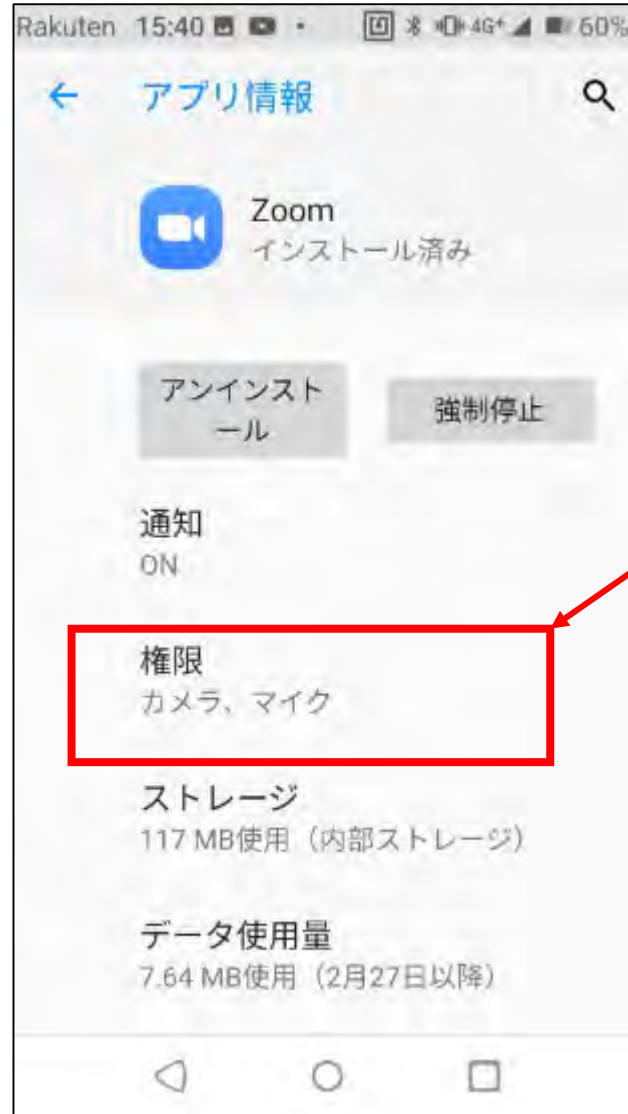 Rakuten 15:40 4G+ 60%
アプリ情報
Zoom
インストール済み
アンインスト
ール
強制停止
通知
ON
権限
カメラ、マイク
ストレージ
117 MB使用（内部ストレージ）
データ使用量
7.64 MB使用（2月27日以降）